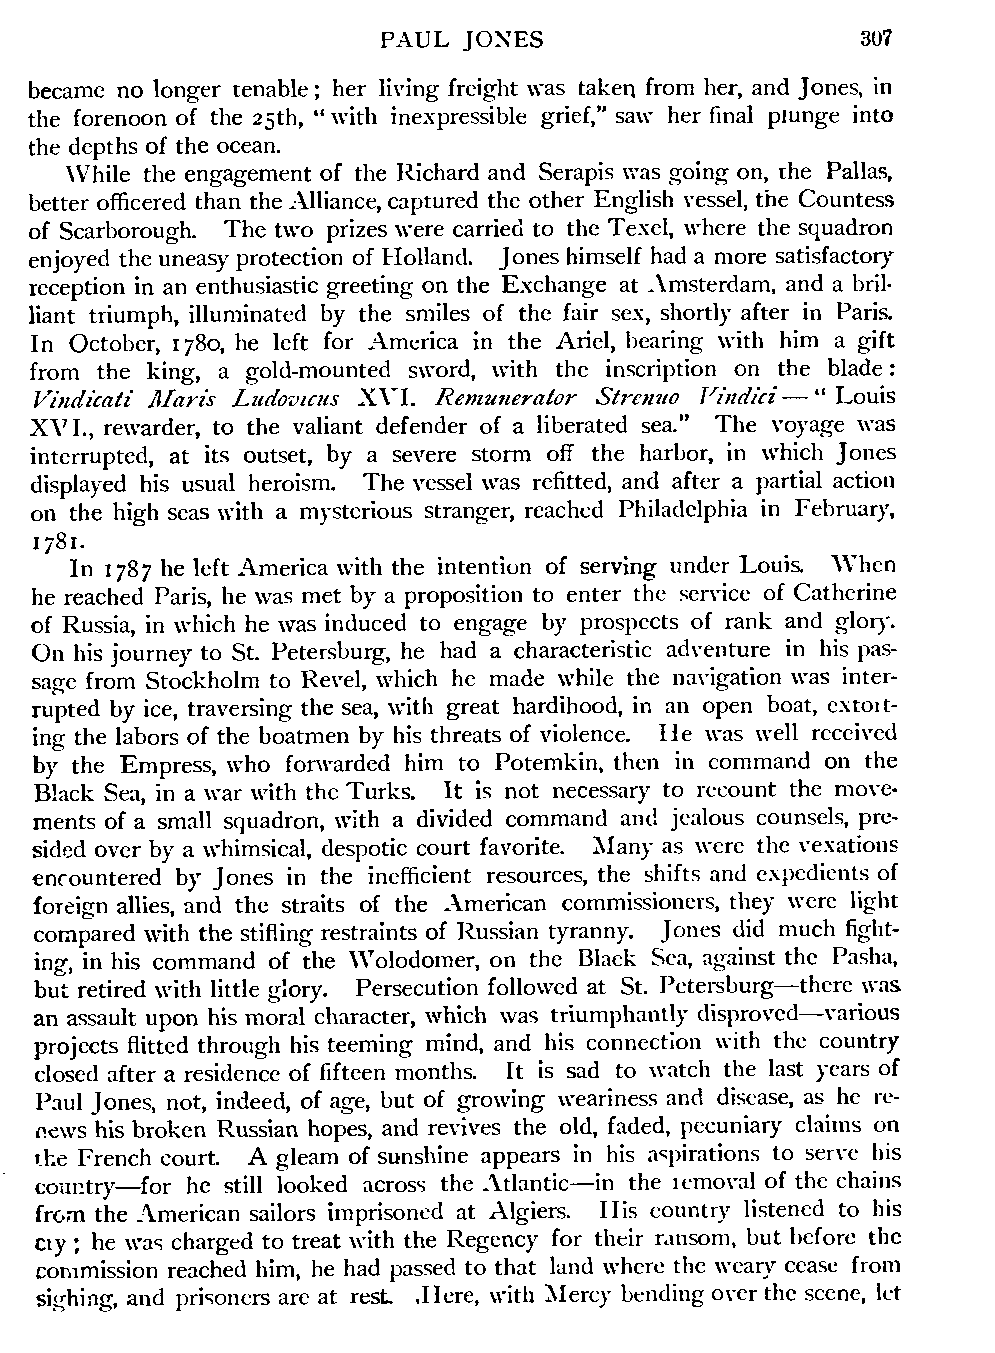 PAUL JONES 307
became no longer tenable; her living freight was taken from her, and Jones, in
the forenoon of the 25th, “with inexpressible grief,” saw her final plunge into
the depths of the ocean.
While the engagement of the Richard and Serapis was going on, the Pallas,
better officered than the Alliance, captured the other English vessel, the Countess
of Scarborough. The two prizes were carried to the Texel, where the squadron
enjoyed the uneasy protection of Holland. Jones himself had a more satisfactory
reception in an enthusiastic greeting on the Exchange at Amsterdam, and a bril-
liant triumph, illuminated by the smiles of the fair sex, shortly after in Paris.
In October, 1780, he left for America in the Ariel, bearing with him a gift
from the king, a gold-mounted sword, with the inscription on the blade:
Vindicati Maris Ludovicus XVI. Remunerator Strenuo Vindici—“Louis
XVI., rewarder, to the valiant defender of a liberated sea.” The voyage was
interrupted, at its outset, by a severe storm off the harbor, in which Jones
displayed his usual heroism. The vessel was refitted, and after a partial action
on the high seas with a mysterious stranger, reached Philadelphia in February,
1781.
In 1787 he left America with the intention of serving under Louis. When
he reached Paris, he was met by a proposition to enter the service of Catherine
of Russia, in which he was induced to engage by prospects of rank and glory.
On his journey to St. Petersburg, he had a characteristic adventure in his pas-
sage from Stockholm to Revel, which he made while the navigation was inter-
rupted by ice, traversing the sea, with great hardihood, in an open boat, extort-
ing the labors of the boatmen by his threats of violence. He was well received
by the Empress, who forwarded him to Potemkin, then in command on the
Black Sea, in a war with the Turks. It is not necessary to recount the move-
ments of a small squadron, with a divided command and jealous counsels, pre-
sided over by a whimsical, despotic court favorite. Many as were the vexations
encountered by Jones in the inefficient resources, the shifts and expedients of
foreign allies, and the straits of the American commissioners, they were light
compared with the stifling restraints of Russian tyranny. Jones did much fight-
ing, in his command of the Wolodomer, on the Black Sea, against the Pasha,
but retired with little glory. Persecution followed at St. Petersburg—there was
an assault upon his moral character, which was triumphantly disproved—various
projects flitted through his teeming mind, and his connection with the country
closed after a residence of fifteen months. It is sad to watch the last years of
Paul Jones, not, indeed, of age, but of growing weariness and disease, as he re-
news his broken Russian hopes, and revives the old, faded, pecuniary claims on
the French court. A gleam of sunshine appears in his aspirations to serve his
country—for he still looked across the Atlantic—in the removal of the chains
from the American sailors imprisoned at Algiers. His country listened to his
cry; he was charged to treat with the Regency for their ransom, but before the
commission reached him, he had passed to that land where the weary cease from
sighing, and prisoners are at rest. Here, with Mercy bending over the scene, let